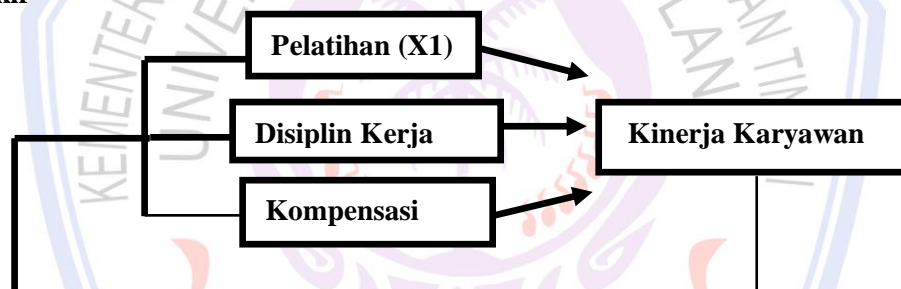 Pelatihan (X1)
Disiplin Kerja
Kinerja Karyawan
Kompensasi